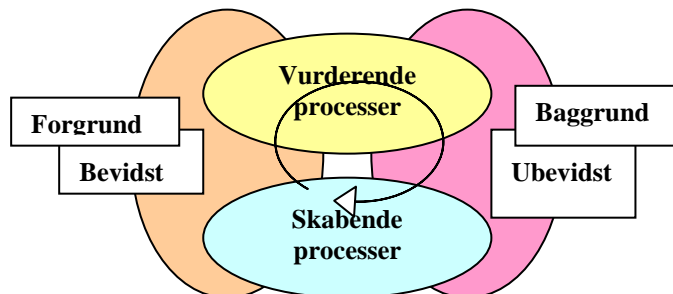 Vurderende
processer
Forgrund
Bevidst
Baggrund
Ubevidst
Skabende
processer